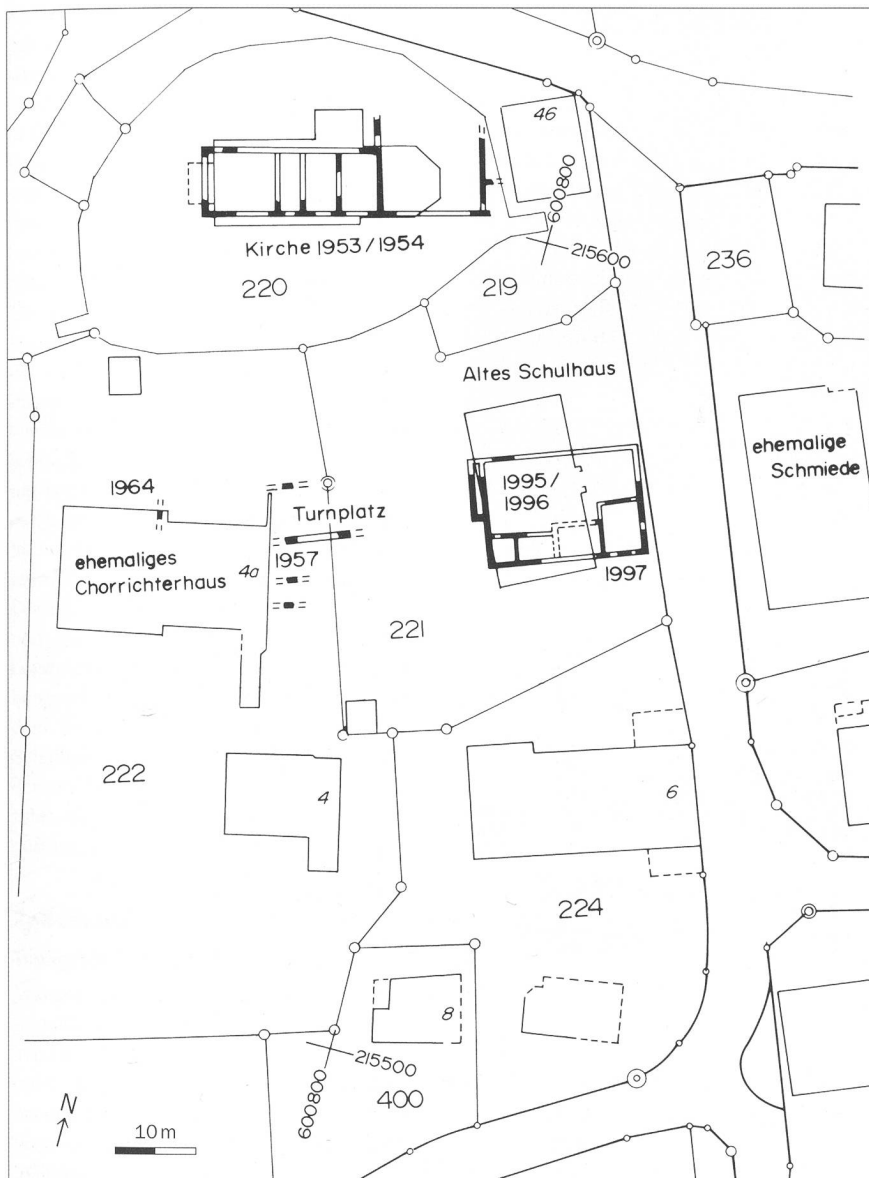 46
600800
215600
Kirche 1953/1954
220
219
236
Altes Schulhaus
1995/
1996
ehemalige
Schmiede
1964
Turnplatz
ehemaliges
Chorrichterhaus
4a
1957
1997
221
222
4
6
224
8
215500
600800
400
N
10 m